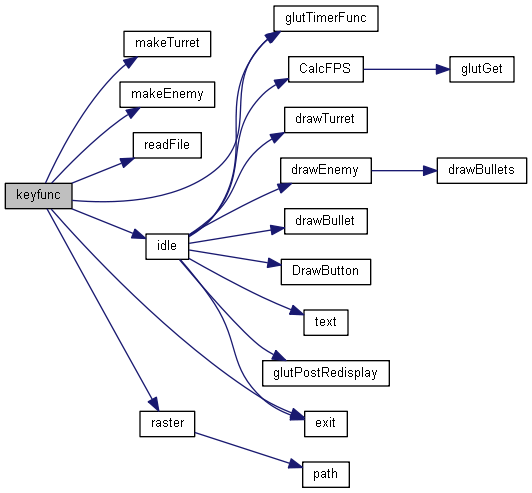 glutTimerFunc
makeTurret
CalcFPS
glutGet
makeEnemy
drawTurret
readFile
drawEnemy
drawBullets
keyfunc
drawBullet
idle
DrawButton
text
glutPostRedisplay
raster
exit
path